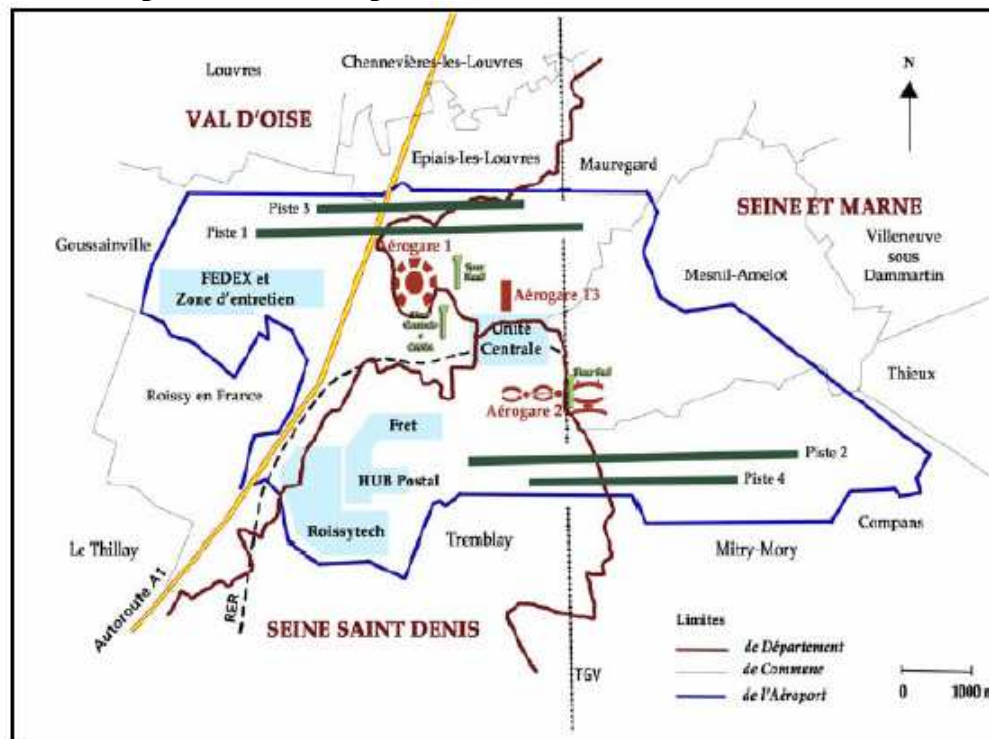 Louvres
Chennevières-les-Louvres
N
VAL D'OISE
Epiais-les-Louvres
Mauregard
Piste 3
SEINE ET MARNE
Piste 1
Goussainville
Aérogare 1
Villeneuve
sous
Dammartin
FEDEX et
Zone d'entretien
Mesnil-Amelot
Aérogare T3
Unité
Centrale
Thieux
Roissy en France
Aérogare 2
Fret
Piste 2
HUB Postal
Piste 4
Roissytech
Compans
Le Thillay
Tremblay
Mitry-Mory
Autoroute A1
RER
SEINE SAINT DENIS
Limites
de Département
de Commune
de l'Aéroport
TGV
0 1000